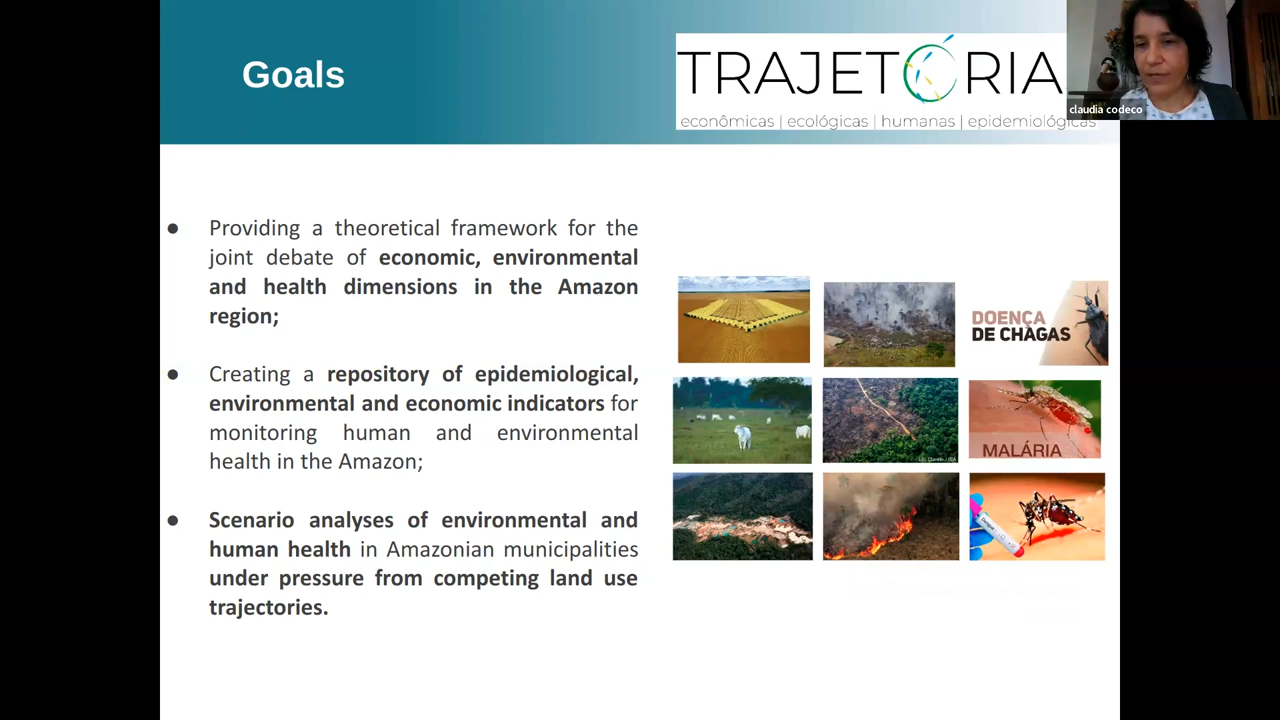 Goals
TRAJETÓRIA
econômicas | ecológicas | humanas | epidemiológicas
claudia codeco
● Providing a theoretical framework for the
joint debate of economic, environmental
and health dimensions in the Amazon
region;
● Creating a repository of epidemiological,
environmental and economic indicators for
monitoring human and environmental
health in the Amazon;
● Scenario analyses of environmental and
human health in Amazonian municipalities
under pressure from competing land use
trajectories.
DOENÇA
DE CHAGAS
MALÁRIA